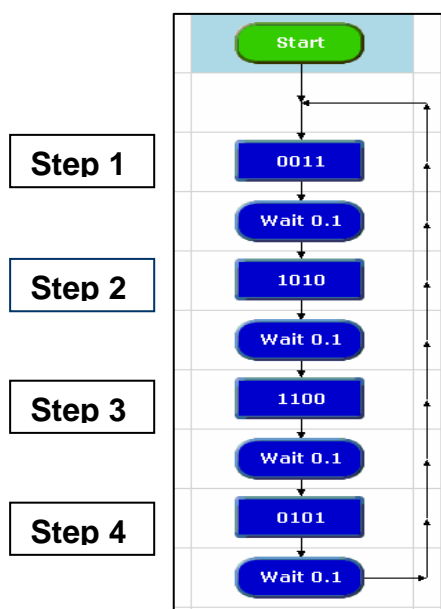 Start
Step 1
0011
Wait 0.1
Step 2
1010
Wait 0.1
Step 3
1100
Wait 0.1
Step 4
0101
Wait 0.1